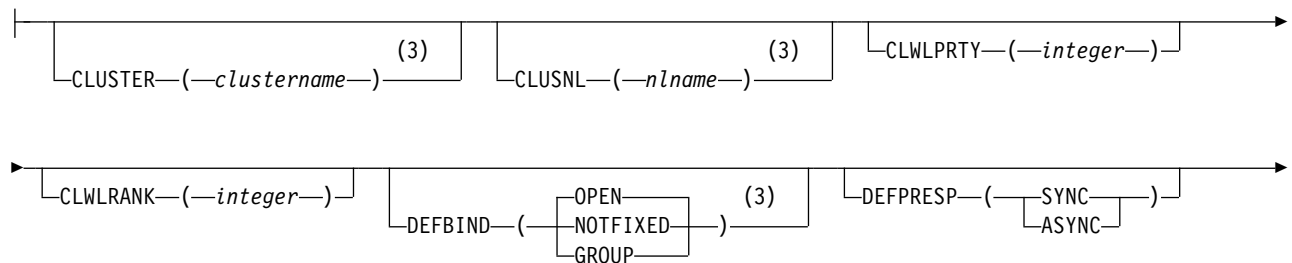 (3) (3) CLWLPRTY ( integer )
CLUSTER ( clustername ) CLUSNL ( nlname )
OPEN (3) SYNC
CLWLRANK ( integer ) DEFBIND ( NOTFIXED ) DEFPRESP ( ASYNC )
GROUP